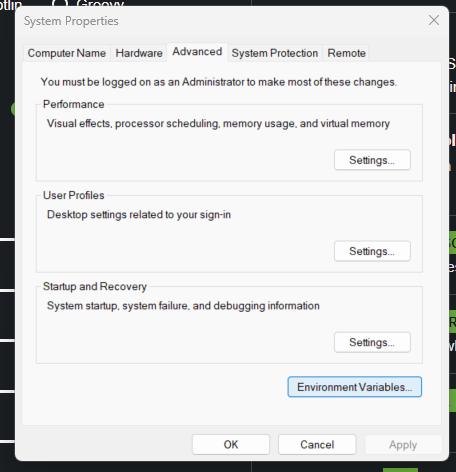 Groovy
System Properties
Computer Name Hardware Advanced System Protection Remote
You must be logged on as an Administrator to make most of these changes.
Performance
Visual effects, processor scheduling, memory usage, and virtual memory
Settings...
User Profiles
Desktop settings related to your sign-in
Settings...
Startup and Recovery
System startup, system failure, and debugging information
Settings...
Environment Variables...
OK Cancel Apply